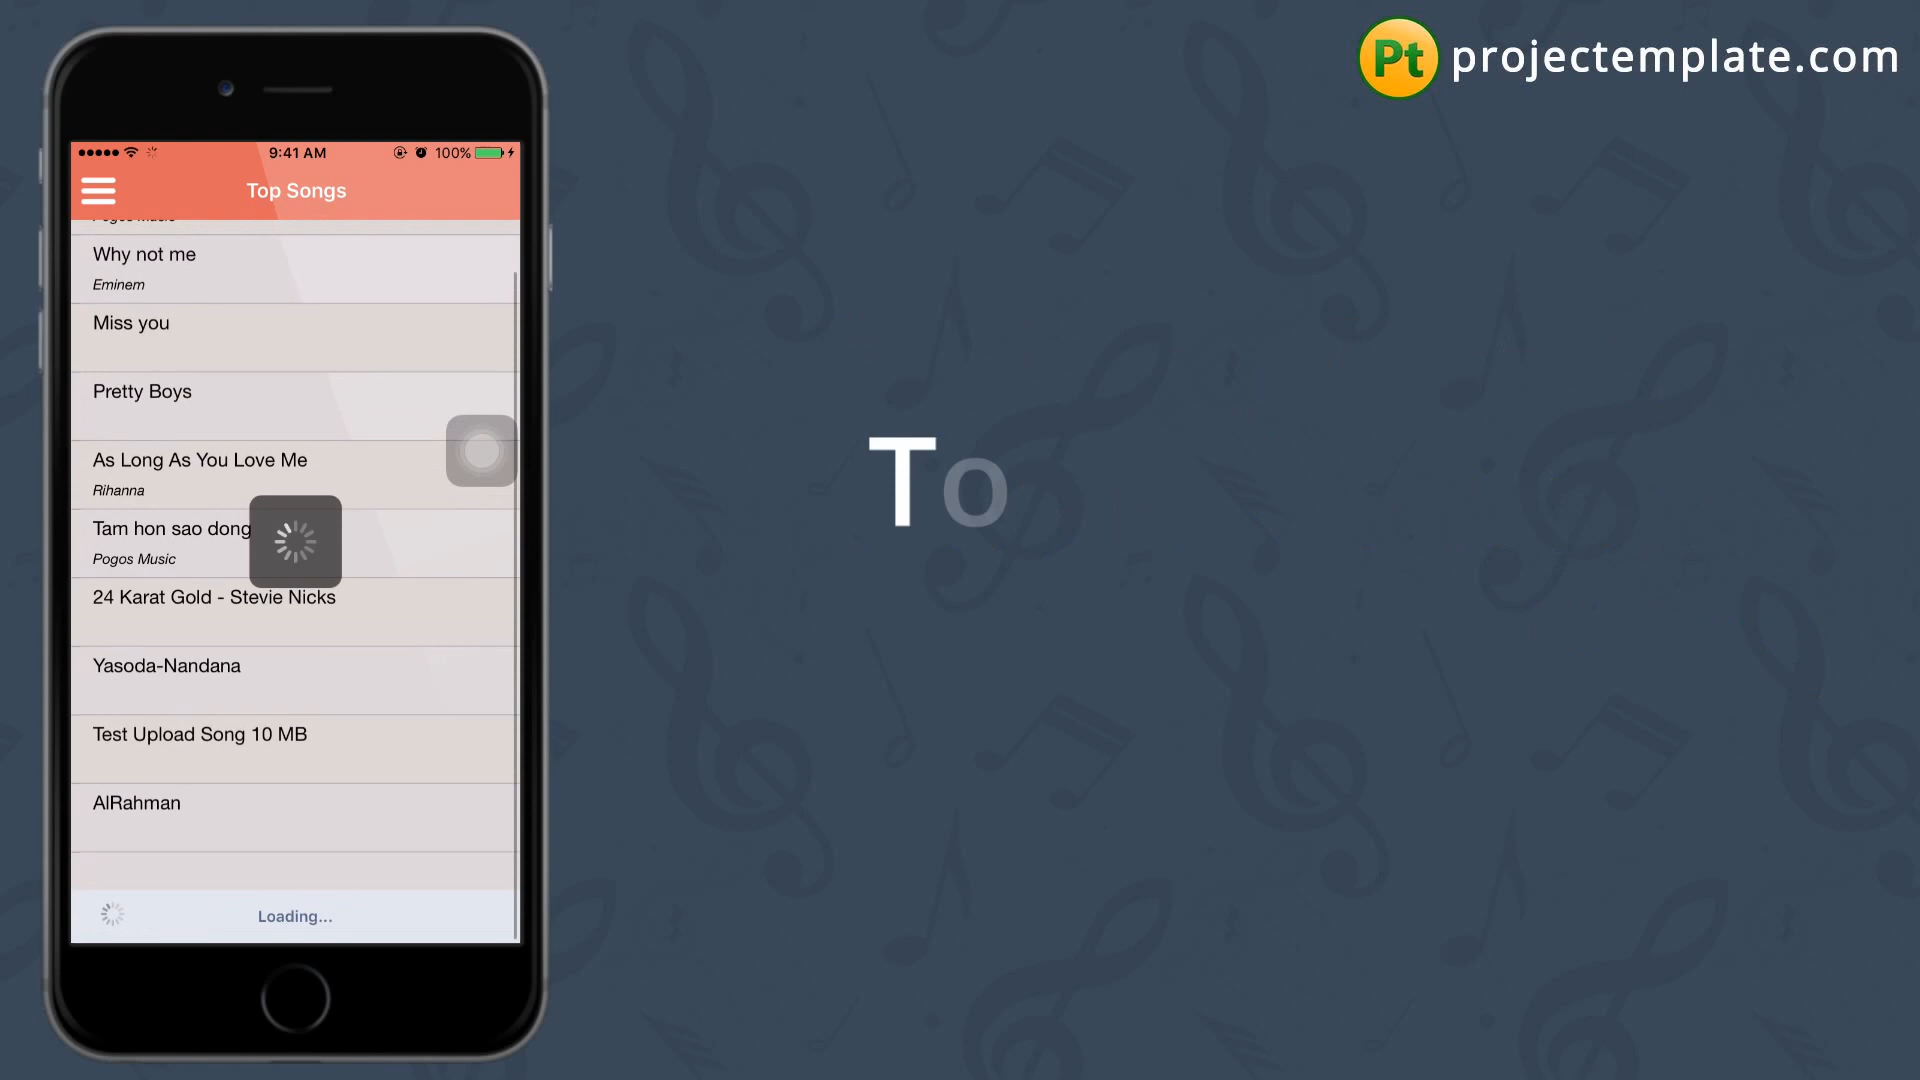 Pt projectemplate.com
9:41 AM 100%
Top Songs
Pogos Music
Why not me
Eminem
Miss you
Pretty Boys
As Long As You Love Me
Rihanna
Tam hon sao dong
Pogos Music
24 Karat Gold - Stevie Nicks
Yasoda-Nandana
Test Upload Song 10 MB
AlRahman
Loading...
To